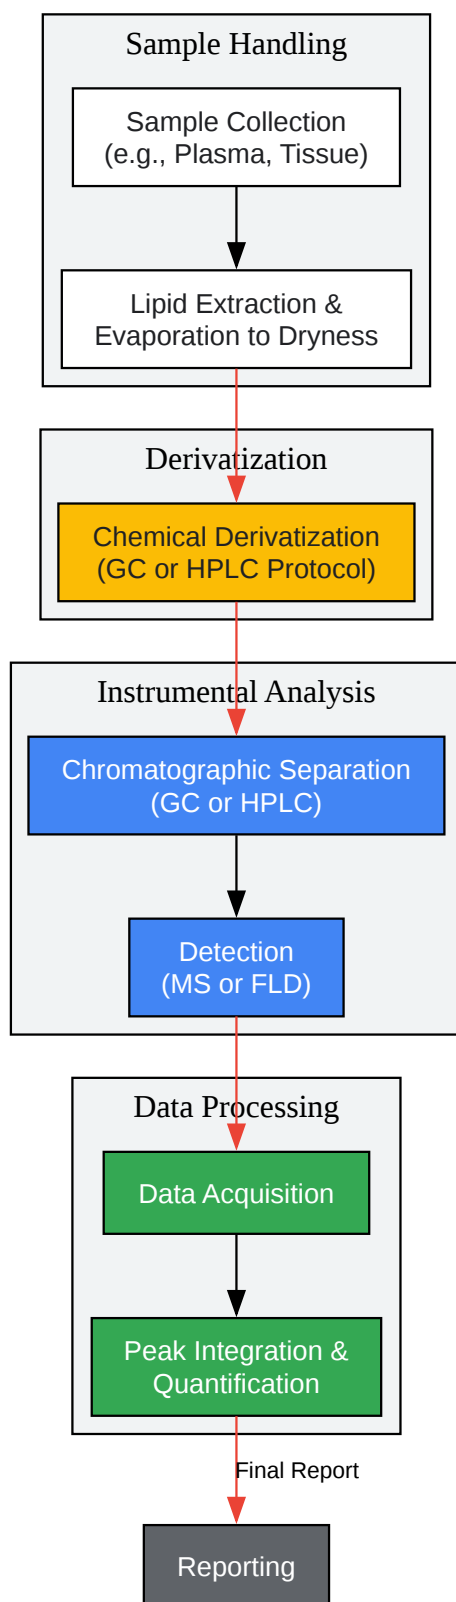 Sample Handling
Sample Collection
(e.g., Plasma, Tissue)
Lipid Extraction &
Evaporation to Dryness
Derivatization
Chemical Derivatization
(GC or HPLC Protocol)
Instrumental Analysis
Chromatographic Separation
(GC or HPLC)
Detection
(MS or FLD)
Data Processing
Data Acquisition
Peak Integration &
Quantification
Final Report
Reporting